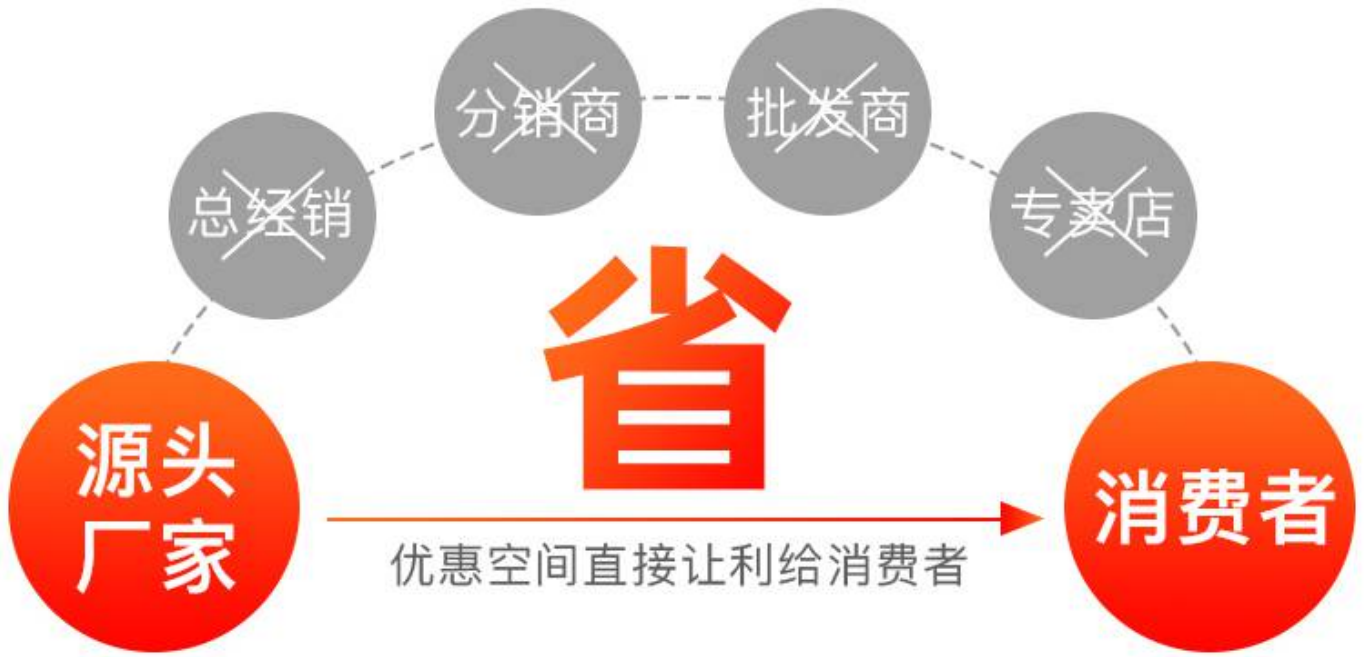 分销商
批发商
总经销
专卖店
省
源头
厂家
消费者
优惠空间直接让利给消费者